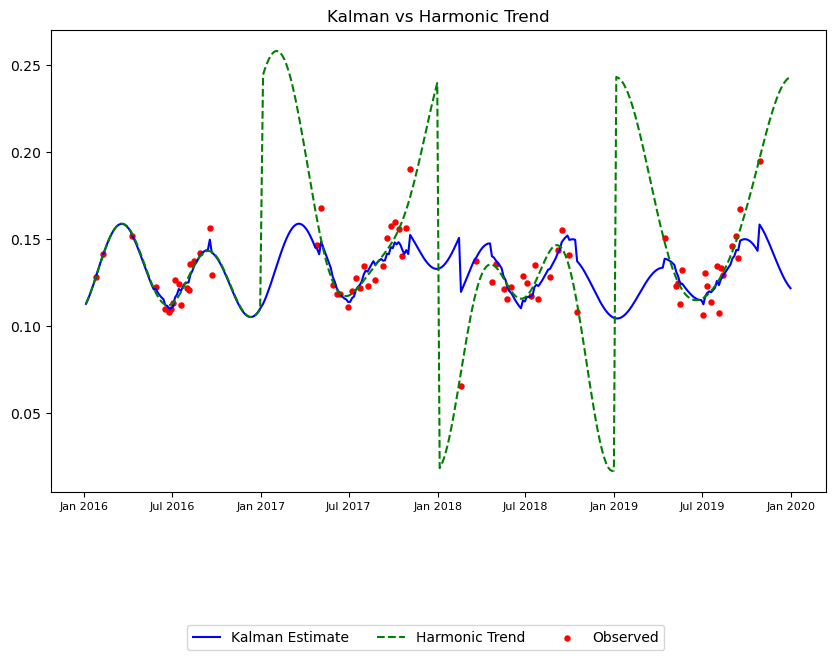 Kalman vs Harmonic Trend
0.25
0.20
0.15
0.10
0.05
Jan 2016 Jul 2016 Jan 2017 Jul 2017 Jan 2018 Jul 2018 Jan 2019 Jul 2019 Jan 2020
Kalman Estimate Harmonic Trend Observed